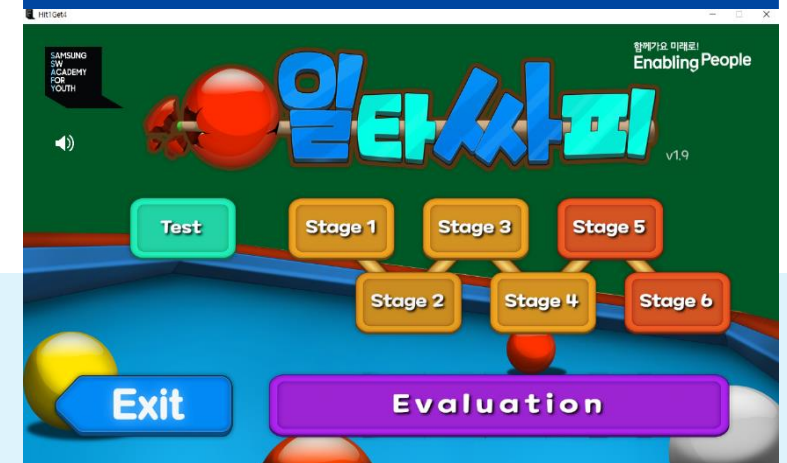 Hit1Get4
SAMSUNG
SW
ACADEMY
FOR
YOUTH
함께가요 미래로!
Enabling People
일타싸피
v1.9
Test
Stage 1
Stage 3
Stage 5
Stage 2
Stage 4
Stage 6
Exit
Evaluation